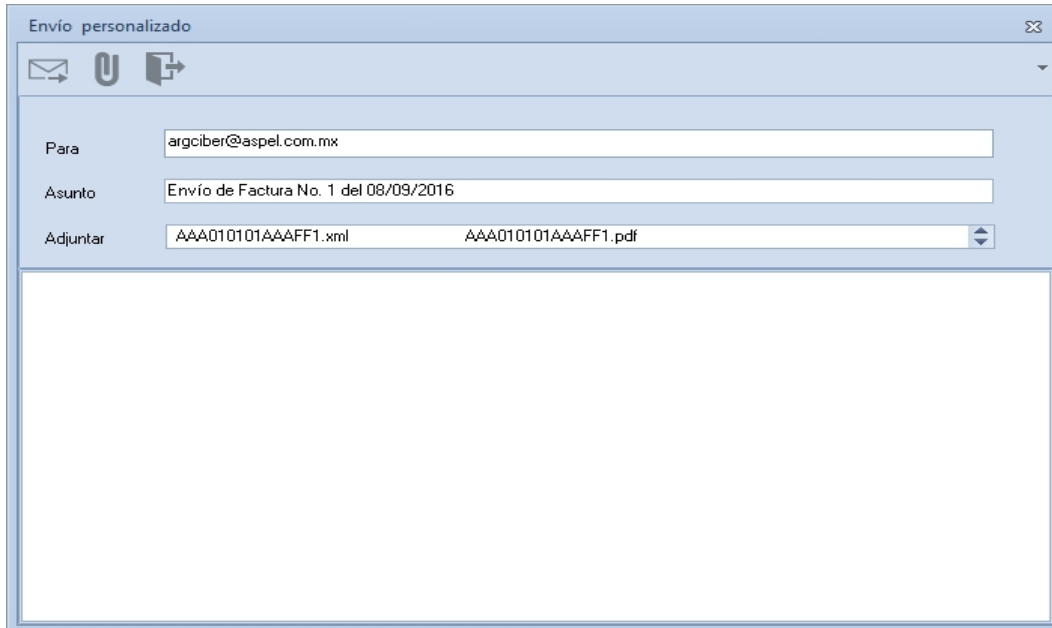 Envío personalizado
Para argciber@aspel.com.mx
Asunto Envío de Factura No. 1 del 08/09/2016
Adjuntar AAA010101AAAFF1.xml AAA010101AAAFF1.pdf